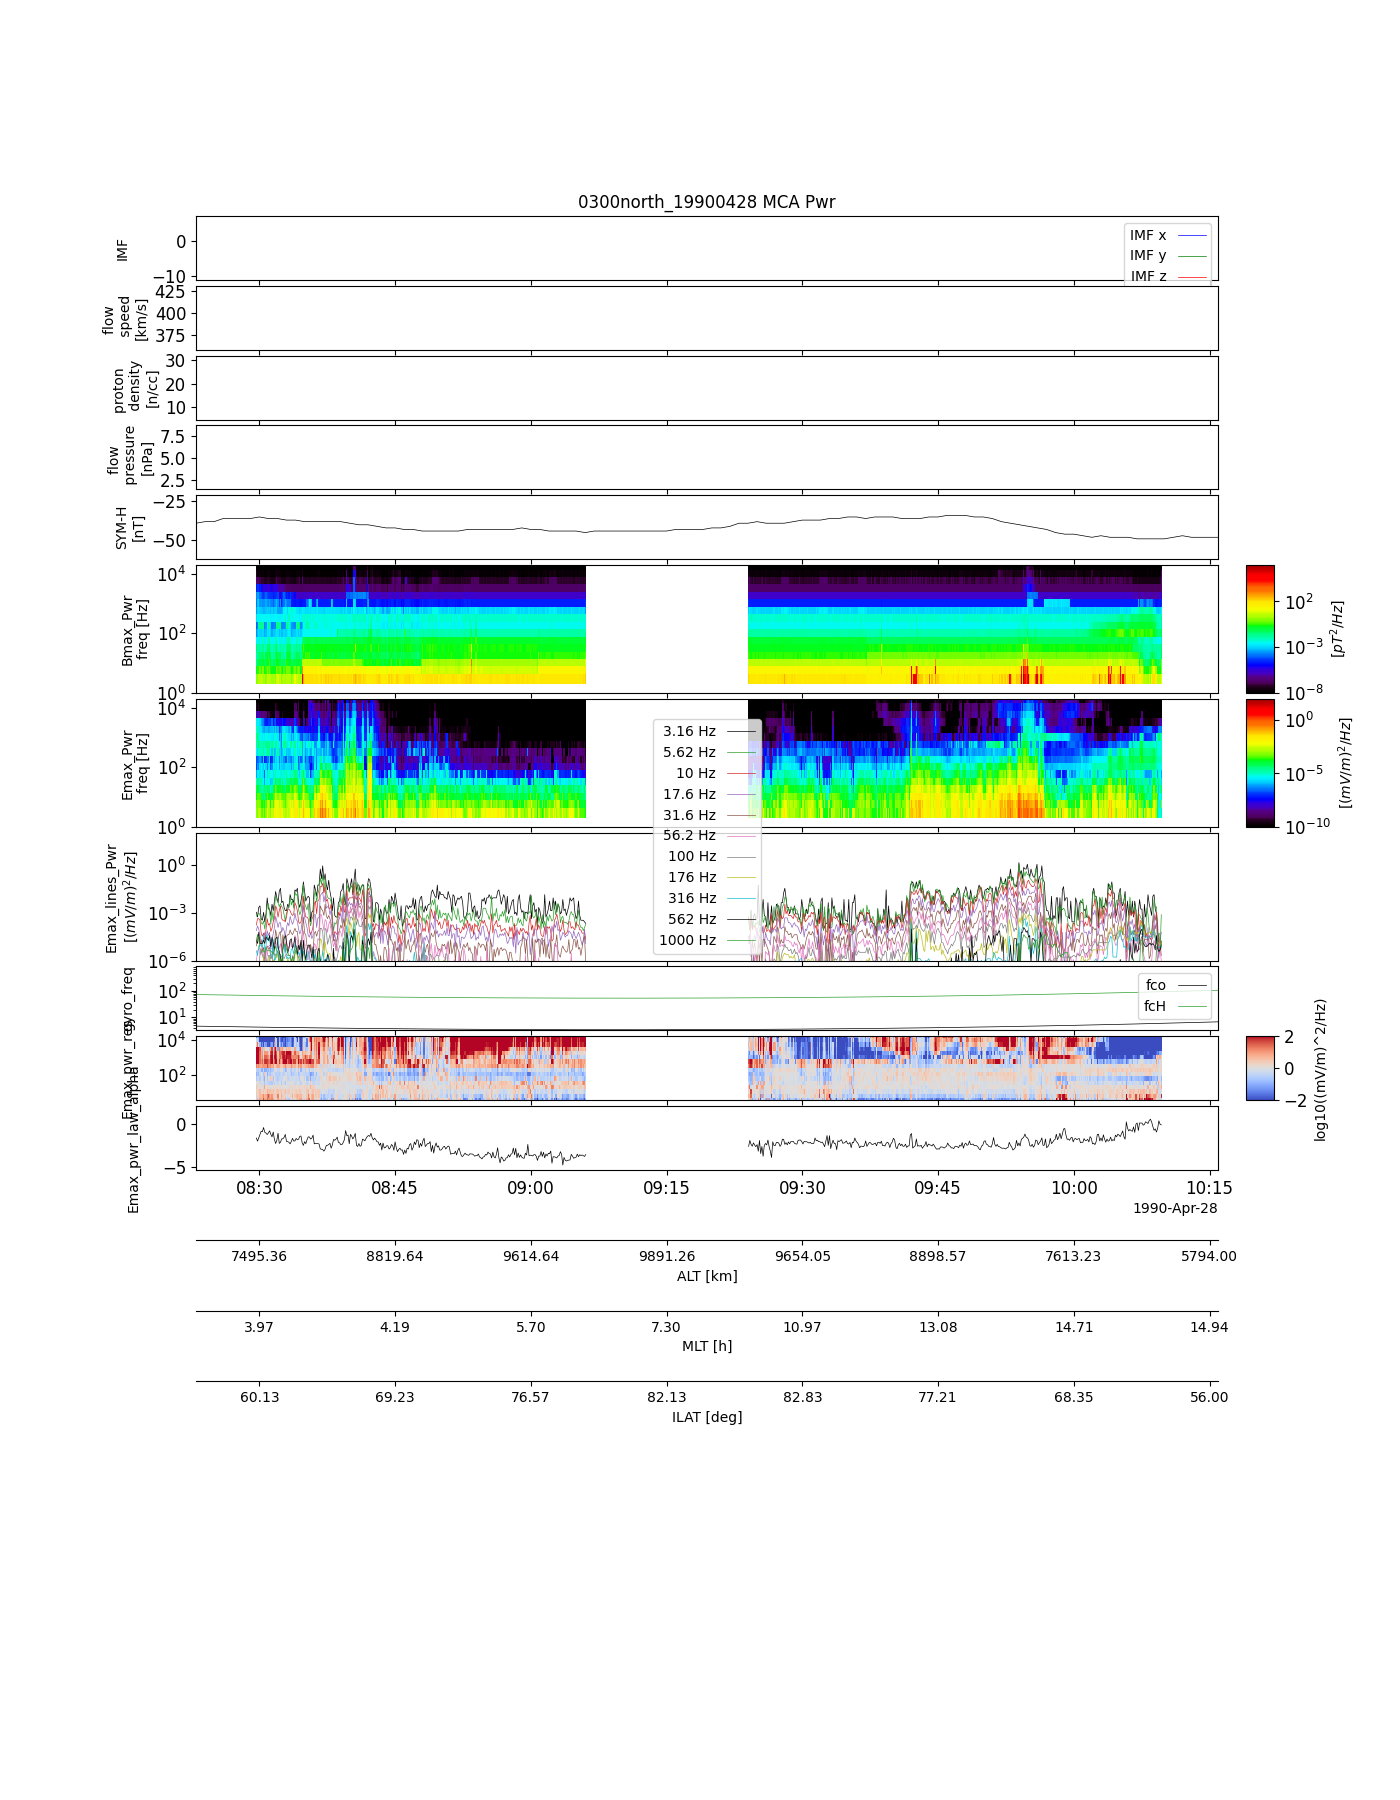 0300north_19900428 MCA Pwr
IMF
0
−10
IMF x
IMF y
IMF z
flow
speed
[km/s]
425
400
375
proton
density
[n/cc]
30
20
10
flow
pressure
[nPa]
7.5
5.0
2.5
SYM-H
[nT]
−25
−50
Bmax_Pwr
freq [Hz]
10^4
10^2
10^0
10^2
10^−3
10^−8
[pT^2/Hz]
Emax_Pwr
freq [Hz]
10^4
10^2
10^0
10^0
10^−5
10^−10
[(mV/m)^2/Hz]
3.16 Hz
5.62 Hz
10 Hz
17.6 Hz
31.6 Hz
56.2 Hz
100 Hz
176 Hz
316 Hz
562 Hz
1000 Hz
Emax_lines_Pwr
[(mV/m)^2/Hz]
10^0
10^−3
10^−6
gyro_freq
10^2
10^1
fco
fcH
Emax_pwr_res
10^4
10^2
2
0
−2
log10((mV/m)^2/Hz)
Emax_pwr_law_alpha
0
−5
08:30 08:45 09:00 09:15 09:30 09:45 10:00 10:15
1990-Apr-28
7495.36 8819.64 9614.64 9891.26 9654.05 8898.57 7613.23 5794.00
ALT [km]
3.97 4.19 5.70 7.30 10.97 13.08 14.71 14.94
MLT [h]
60.13 69.23 76.57 82.13 82.83 77.21 68.35 56.00
ILAT [deg]